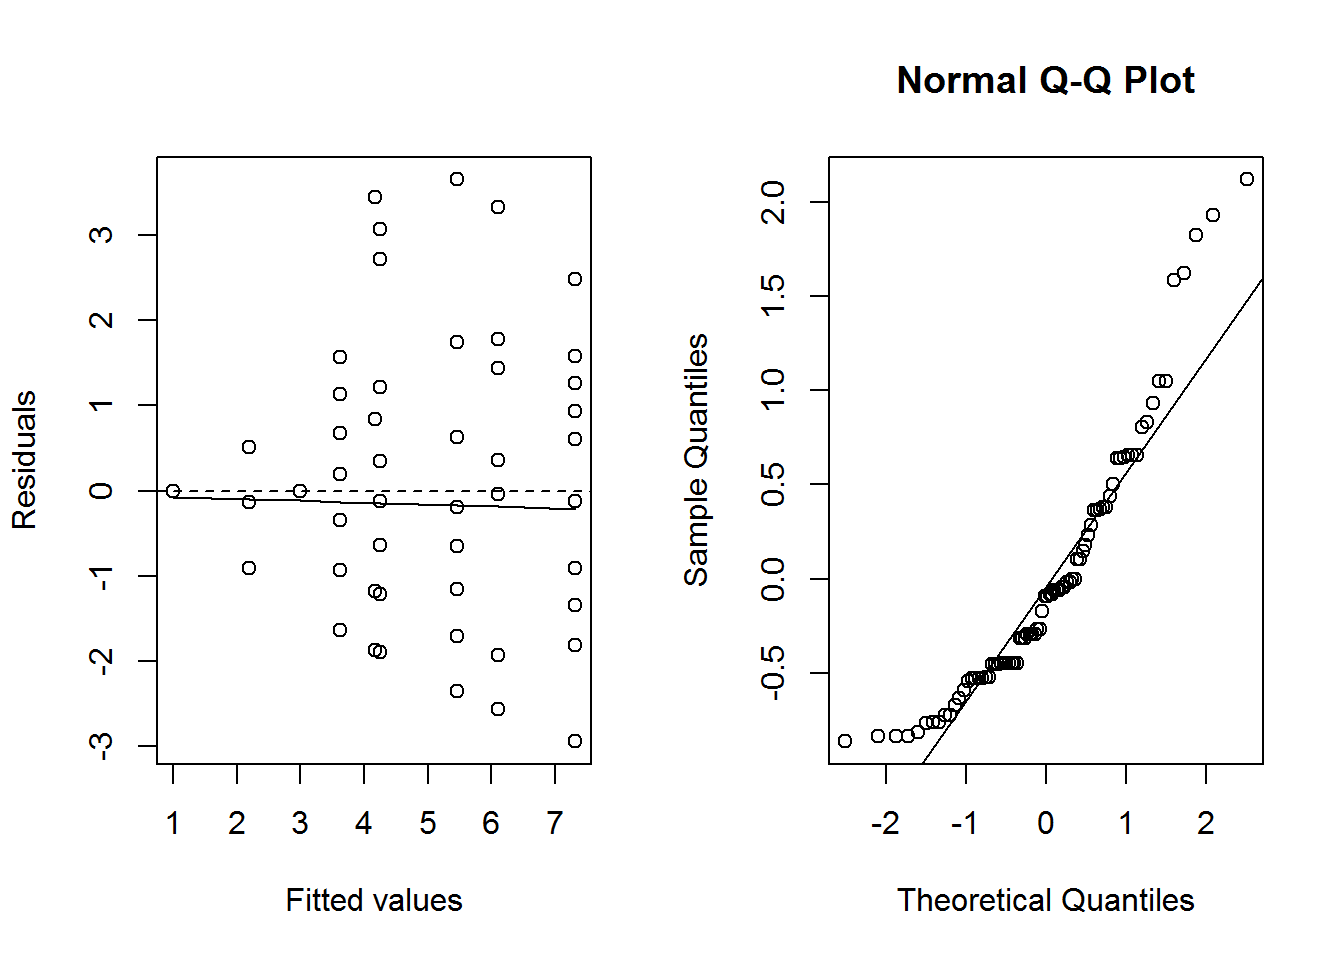 Residuals
3
2
1
0
-1
-2
-3
1 2 3 4 5 6 7
Fitted values
Normal Q-Q Plot
Sample Quantiles
2.0
1.5
1.0
0.5
0.0
-0.5
-2 -1 0 1 2
Theoretical Quantiles